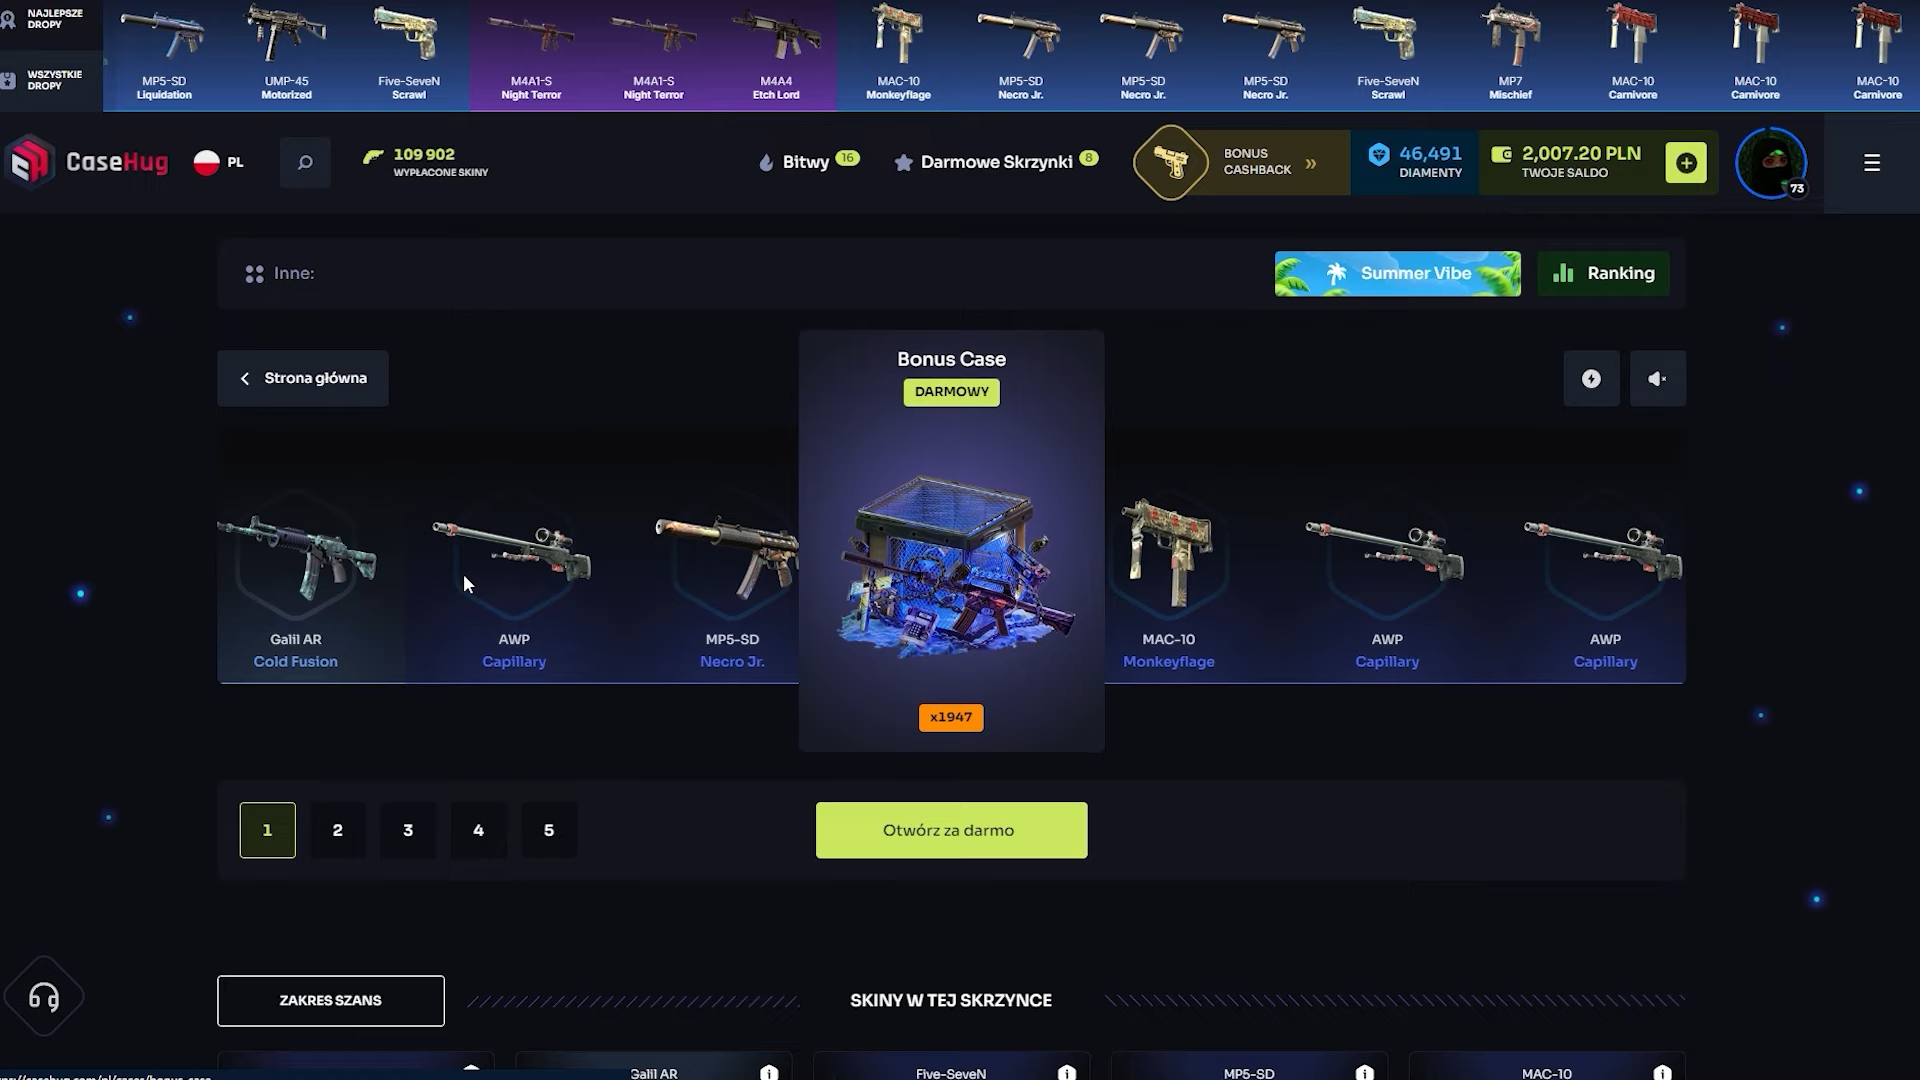 NAJLEPSZE
DROPY
WSZYSTKIE
DROPY
MP5-SD
Liquidation
UMP-45
Motorized
Five-SeveN
Scrawl
M4A1-S
Night Terror
M4A1-S
Night Terror
M4A4
Etch Lord
MAC-10
Monkeyflage
MP5-SD
Necro Jr.
MP5-SD
Necro Jr.
MP5-SD
Necro Jr.
Five-SeveN
Scrawl
MP7
Mischief
MAC-10
Carnivore
MAC-10
Carnivore
MAC-10
Carnivore
CaseHug
PL
109 902
WYPŁACONE SKINY
Bitwy 16
Darmowe Skrzynki 8
BONUS
CASHBACK »
46,491
DIAMENTY
2,007.20 PLN
TWOJE SALDO
73
Inne:
Summer Vibe
Ranking
Strona główna
Bonus Case
DARMOWY
Galil AR
Cold Fusion
AWP
Capillary
MP5-SD
Necro Jr.
MAC-10
Monkeyflage
AWP
Capillary
AWP
Capillary
x1947
1 2 3 4 5
Otwórz za darmo
ZAKRES SZANS
SKINY W TEJ SKRZYNCE
Galil AR
Five-SeveN
MP5-SD
MAC-10